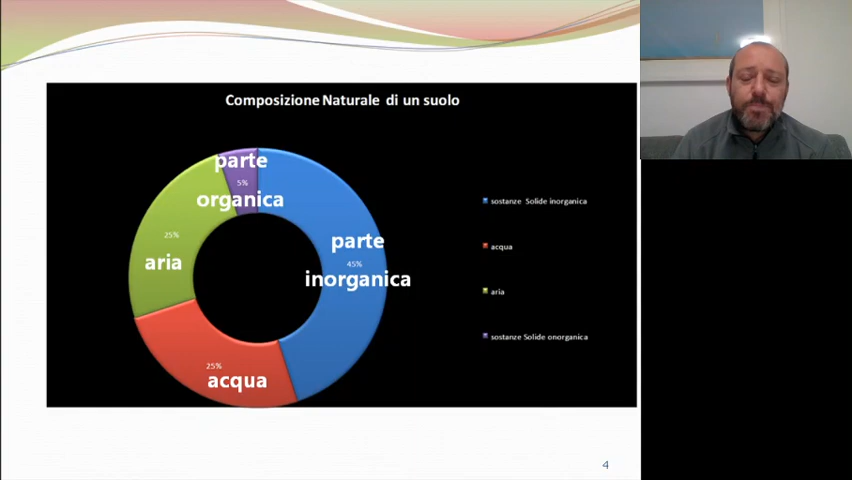 Composizione Naturale di un suolo
parte
5%
organica
25%
aria
parte
45%
inorganica
25%
acqua
sostanze Solide inorganica
acqua
aria
sostanze Solide onorganica
4